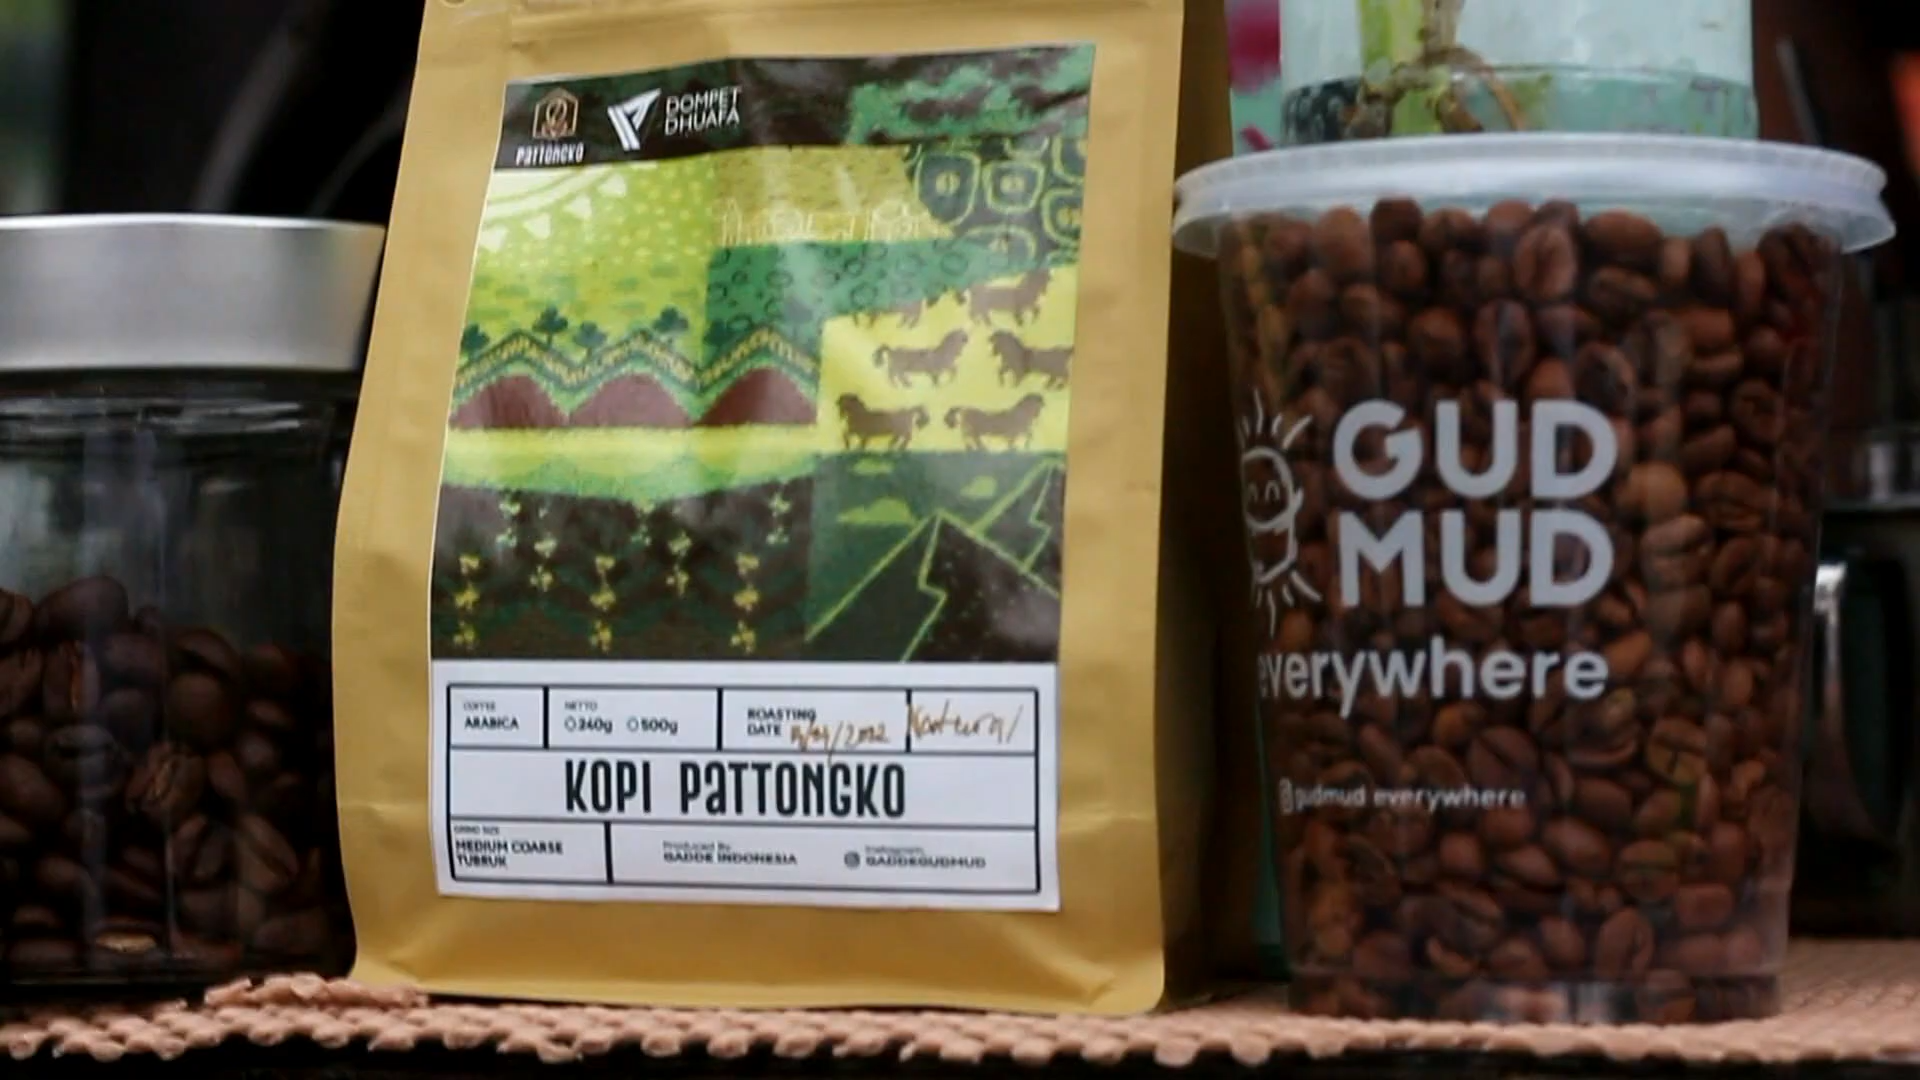 Pattongko
DOMPET
DHUAFA
COFFEE
ARABICA
NETTO
240g 500g
ROASTING
DATE
Natural
KOPI PATTONGKO
GRIND SIZE
MEDIUM COARSE
TUBRUK
Produced By
GADDE INDONESIA
Instagram
GADDEGUDMUD
GUD
MUD
everywhere
@gudmud everywhere